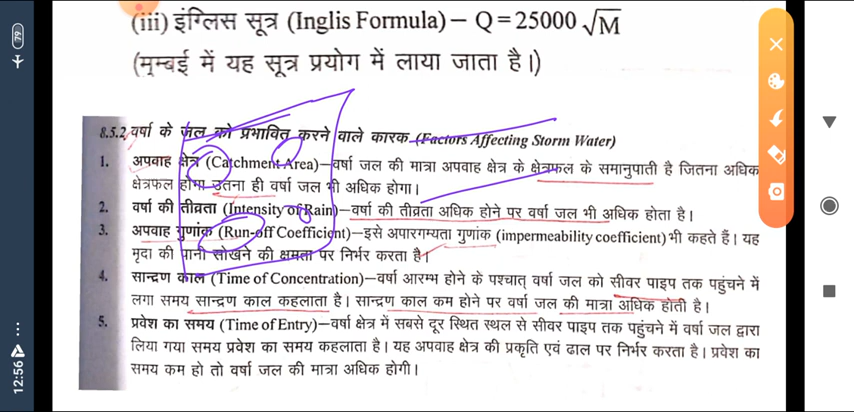 (iii) इंग्लिस सूत्र (Inglis Formula) – Q = 25000 √M
(मुम्बई में यह सूत्र प्रयोग में लाया जाता है।)
8.5.2 वर्षा के जल को प्रभावित करने वाले कारक (Factors Affecting Storm Water)
1. अपवाह क्षेत्र (Catchment Area)–वर्षा जल की मात्रा अपवाह क्षेत्र के क्षेत्रफल के समानुपाती है जितना अधिक
क्षेत्रफल होगा उतना ही वर्षा जल भी अधिक होगा।
2. वर्षा की तीव्रता (Intensity of Rain)–वर्षा की तीव्रता अधिक होने पर वर्षा जल भी अधिक होता है।
3. अपवाह गुणांक (Run-off Coefficient)–इसे अपारगम्यता गुणांक (impermeability coefficient) भी कहते हैं। यह
मृदा की पानी सोखने की क्षमता पर निर्भर करता है।
4. सान्द्रण काल (Time of Concentration)–वर्षा आरम्भ होने के पश्चात् वर्षा जल को सीवर पाइप तक पहुंचने में
लगा समय सान्द्रण काल कहलाता है। सान्द्रण काल कम होने पर वर्षा जल की मात्रा अधिक होती है।
5. प्रवेश का समय (Time of Entry)–वर्षा क्षेत्र में सबसे दूर स्थित स्थल से सीवर पाइप तक पहुंचने में वर्षा जल द्वारा
लिया गया समय प्रवेश का समय कहलाता है। यह अपवाह क्षेत्र की प्रकृति एवं ढाल पर निर्भर करता है। प्रवेश का
समय कम हो तो वर्षा जल की मात्रा अधिक होगी।
12:56
79